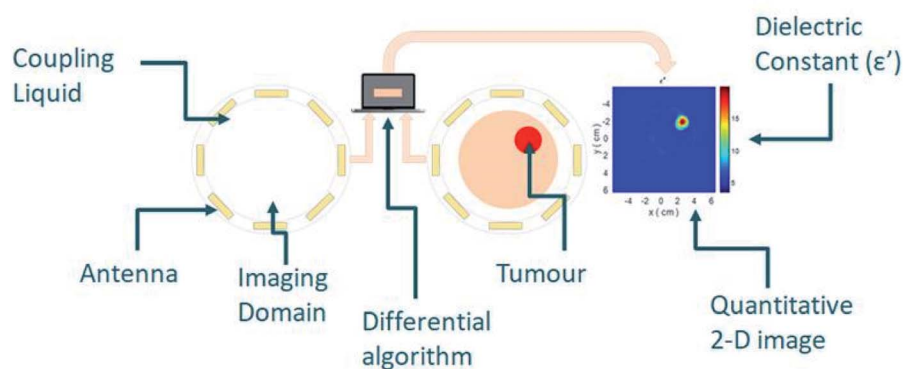 Coupling
Liquid
Antenna
Imaging
Domain
Differential
algorithm
Tumour
Dielectric
Constant (ε’)
Quantitative
2-D image
ε'
y ( cm )
-4
-2
0
2
4
6
-4 -2 0 2 4 6
x ( cm )
15
10
5